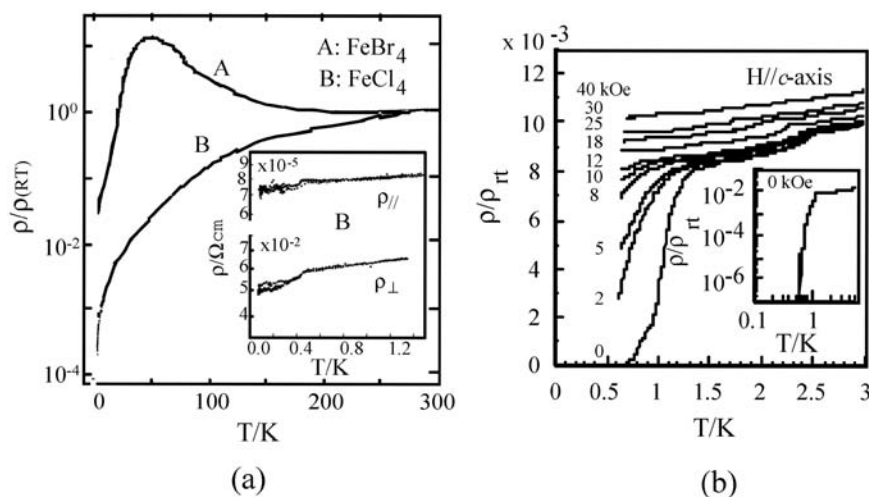 A: FeBr4
B: FeCl4
A
B
ρ/ρ(RT)
10^0
10^-2
10^-4
x10^-5
9
8
7
6
ρ//
B
ρ/Ωcm
x10^-2
6
5
4
ρ⊥
0.0 0.4 0.8 1.2
T/K
0 100 200 300
T/K
(a)
x 10^-3
12
10
8
6
4
2
0
ρ/ρrt
H//c-axis
40 kOe
30
25
18
12
10
8
5
2
0
0 kOe
10^-2
10^-4
10^-6
ρ/ρrt
0.1 1
T/K
0 0.5 1 1.5 2 2.5 3
T/K
(b)